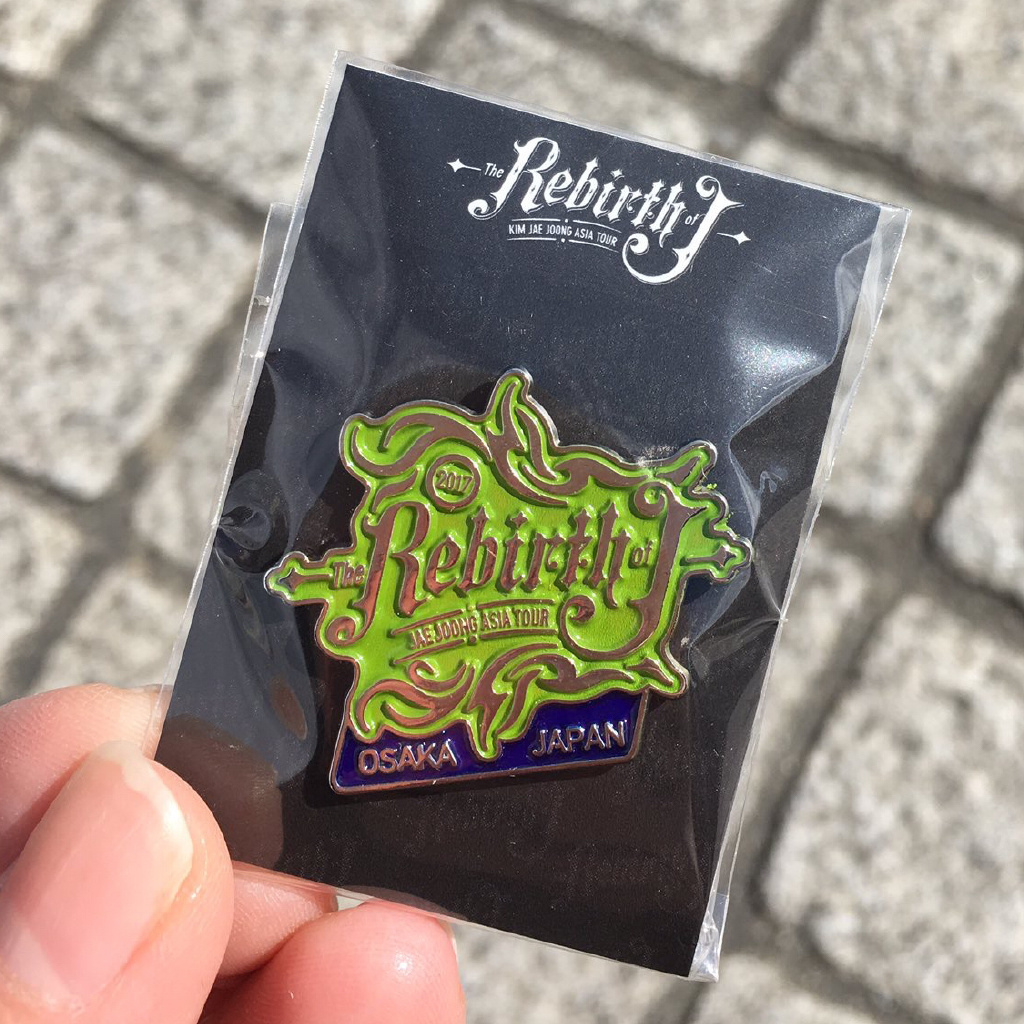 The Rebirth of J
KIM JAE JOONG ASIA TOUR
2017
The Rebirth of J
JAE JOONG ASIA TOUR
OSAKA JAPAN